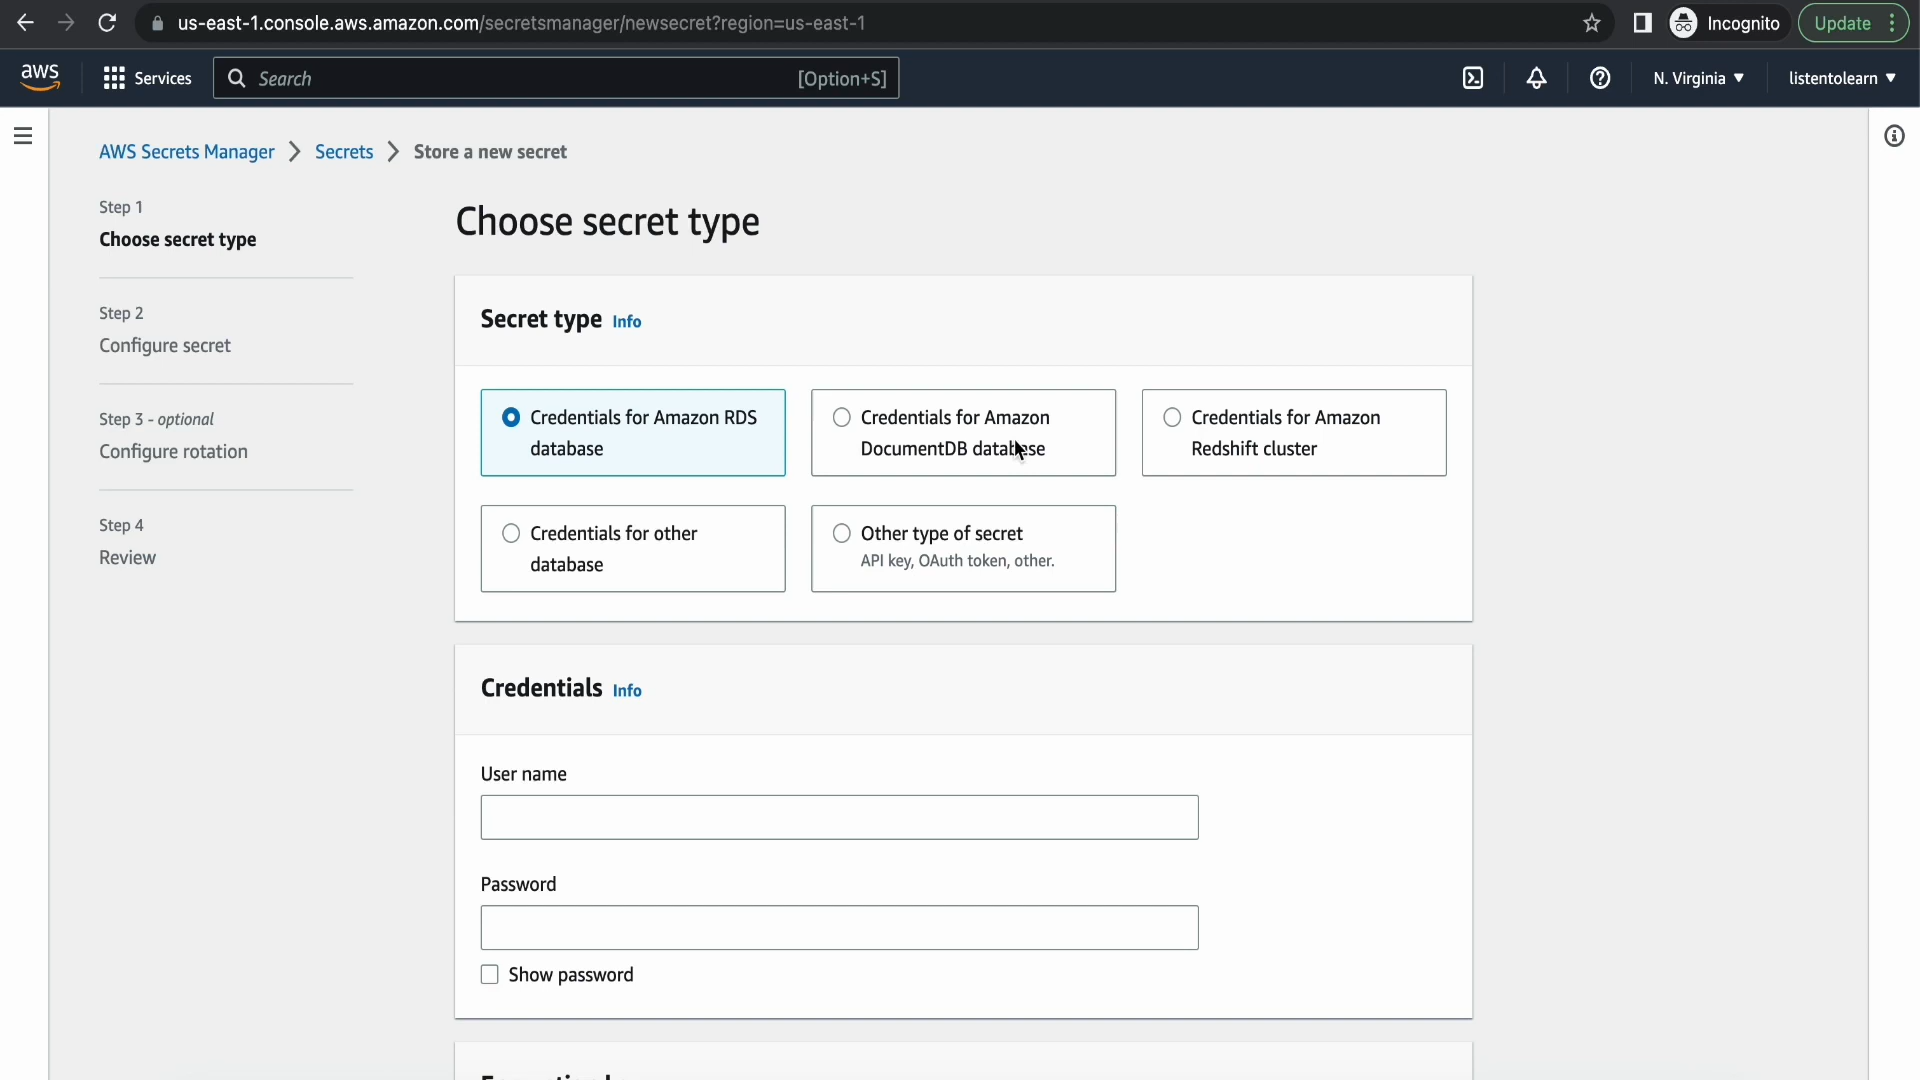 us-east-1.console.aws.amazon.com/secretsmanager/newsecret?region=us-east-1
Incognito
Update
aws
Services
Search
[Option+S]
N. Virginia
listentolearn
AWS Secrets Manager
Secrets
Store a new secret
Step 1
Choose secret type
Step 2
Configure secret
Step 3 - optional
Configure rotation
Step 4
Review
Choose secret type
Secret type Info
Credentials for Amazon RDS
database
Credentials for Amazon
DocumentDB database
Credentials for Amazon
Redshift cluster
Credentials for other
database
Other type of secret
API key, OAuth token, other.
Credentials Info
User name
Password
Show password